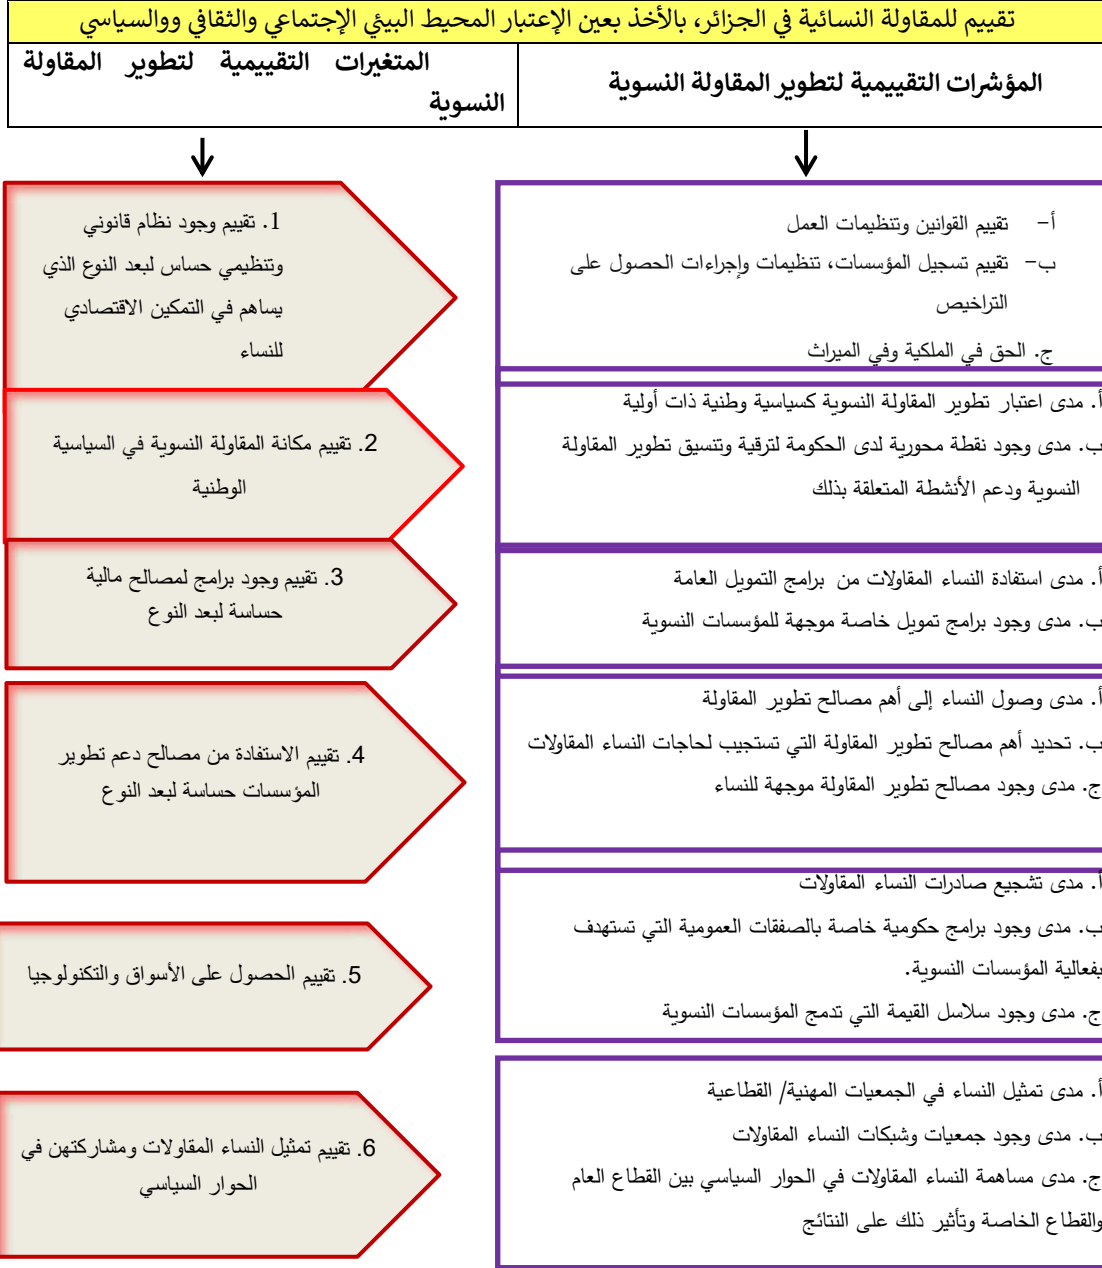 تقييم للمقاولة النسائية في الجزائر، بالأخذ بعين الإعتبار المحيط البيئي الإجتماعي والثقافي ووالسياسي
المؤشرات التقييمية لتطوير المقاولة النسوية
المتغيرات التقييمية لتطوير المقاولة
النسوية
أ- تقييم القوانين وتنظيمات العمل
ب- تقييم تسجيل المؤسسات، تنظيمات وإجراءات الحصول على
التراخيص
ج. الحق في الملكية وفي الميراث
1. تقييم وجود نظام قانوني
وتنظيمي حساس لبعد النوع الذي
يساهم في التمكين الاقتصادي
للنساء
أ. مدى اعتبار تطوير المقاولة النسوية كسياسية وطنية ذات أولية
ب. مدى وجود نقطة محورية لدى الحكومة لترقية وتنسيق تطوير المقاولة
النسوية ودعم الأنشطة المتعلقة بذلك
2. تقييم مكانة المقاولة النسوية في السياسية
الوطنية
أ. مدى استفادة النساء المقاولات من برامج التمويل العامة
ب. مدى وجود برامج تمويل خاصة موجهة للمؤسسات النسوية
3. تقييم وجود برامج لمصالح مالية
حساسة لبعد النوع
أ. مدى وصول النساء إلى أهم مصالح تطوير المقاولة
ب. تحديد أهم مصالح تطوير المقاولة التي تستجيب لحاجات النساء المقاولات
ج. مدى وجود مصالح تطوير المقاولة موجهة للنساء
4. تقييم الاستفادة من مصالح دعم تطوير
المؤسسات حساسة لبعد النوع
أ. مدى تشجيع صادرات النساء المقاولات
ب. مدى وجود برامج حكومية خاصة بالصفقات العمومية التي تستهدف
بفعالية المؤسسات النسوية.
ج. مدى وجود سلاسل القيمة التي تدمج المؤسسات النسوية
5. تقييم الحصول على الأسواق والتكنولوجيا
أ. مدى تمثيل النساء في الجمعيات المهنية/ القطاعية
ب. مدى وجود جمعيات وشبكات النساء المقاولات
ج. مدى مساهمة النساء المقاولات في الحوار السياسي بين القطاع العام
والقطاع الخاصة وتأثير ذلك على النتائج
6. تقييم تمثيل النساء المقاولات ومشاركتهن في
الحوار السياسي